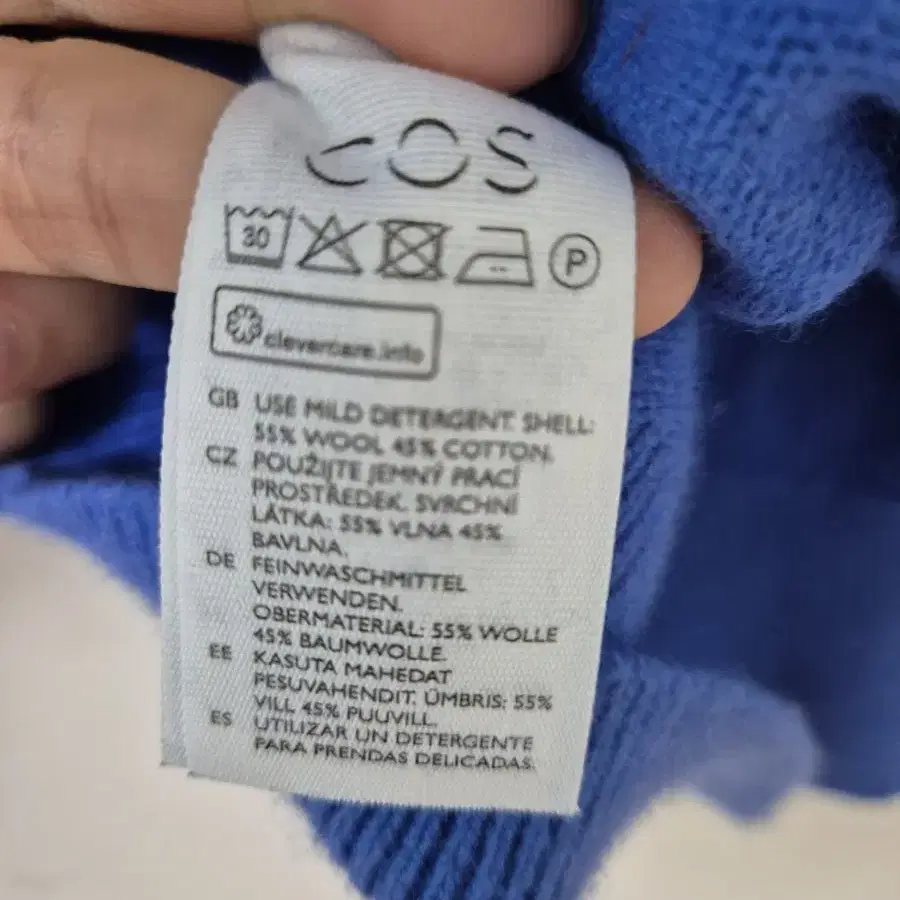 COS
30 P
clevercare.info
GB USE MILD DETERGENT. SHELL:
55% WOOL 45% COTTON.
CZ POUŽIJTE JEMNÝ PRACÍ
PROSTŘEDEK. SVRCHNÍ
LÁTKA: 55% VLNA 45%
BAVLNA.
DE FEINWASCHMITTEL
VERWENDEN.
OBERMATERIAL: 55% WOLLE
45% BAUMWOLLE.
EE KASUTA MAHEDAT
PESUVAHENDIT. ÜMBRIS: 55%
VILL 45% PUUVILL.
ES UTILIZAR UN DETERGENTE
PARA PRENDAS DELICADAS.